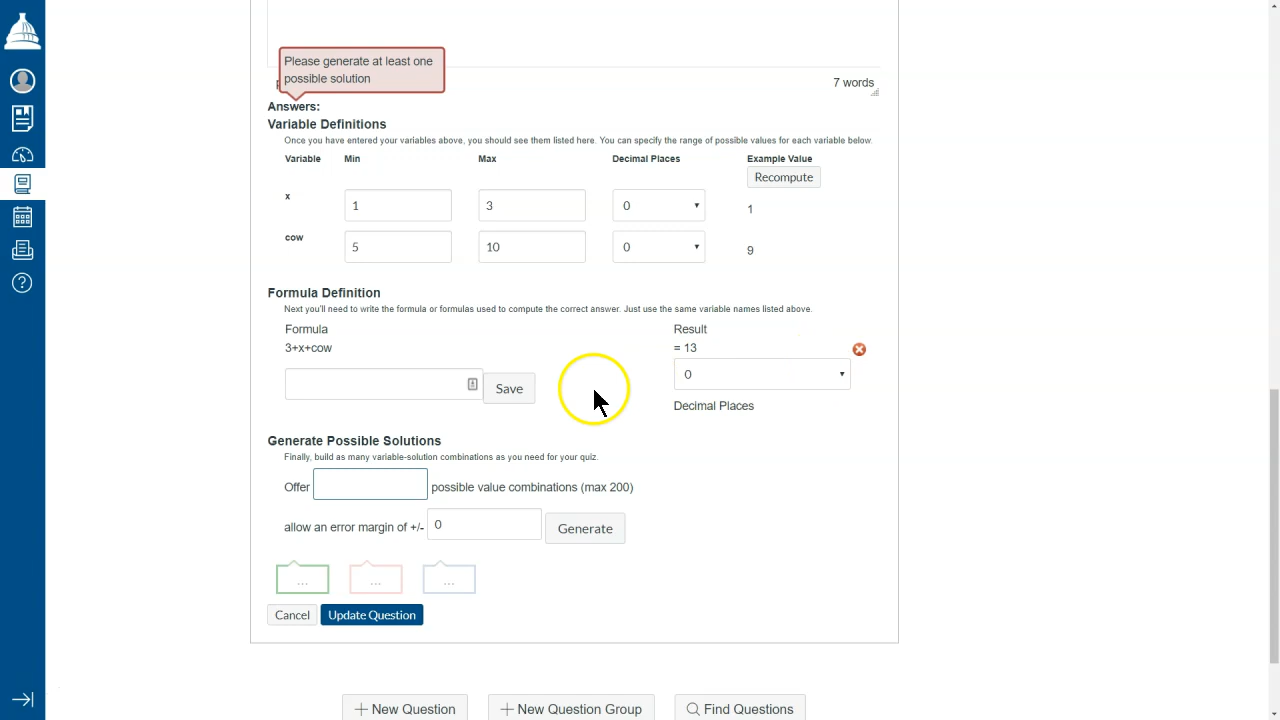 Please generate at least one
possible solution
7 words
Answers:
Variable Definitions
Once you have entered your variables above, you should see them listed here. You can specify the range of possible values for each variable below.
Variable Min Max Decimal Places Example Value
Recompute
x 1 3 0 1
cow 5 10 0 9
Formula Definition
Next you'll need to write the formula or formulas used to compute the correct answer. Just use the same variable names listed above.
Formula Result
3+x+cow = 13
Save 0
Decimal Places
Generate Possible Solutions
Finally, build as many variable-solution combinations as you need for your quiz.
Offer possible value combinations (max 200)
allow an error margin of +/- 0 Generate
... ... ...
Cancel Update Question
New Question New Question Group Find Questions